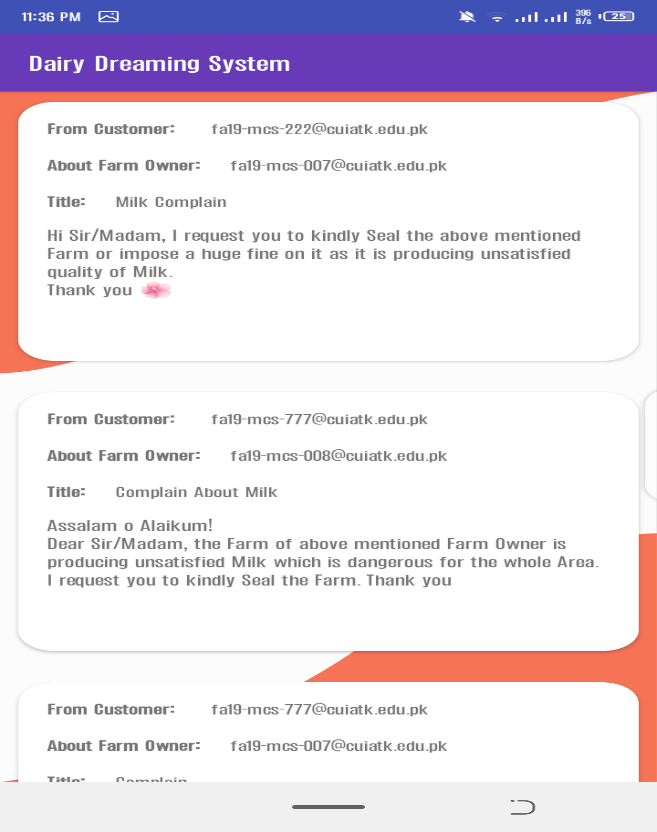 11:36 PM
396
B/s
25
Dairy Dreaming System
From Customer: fa19-mcs-222@cuiatk.edu.pk
About Farm Owner: fa19-mcs-007@cuiatk.edu.pk
Title: Milk Complain
Hi Sir/Madam, I request you to kindly Seal the above mentioned
Farm or impose a huge fine on it as it is producing unsatisfied
quality of Milk.
Thank you 🌸
From Customer: fa19-mcs-777@cuiatk.edu.pk
About Farm Owner: fa19-mcs-008@cuiatk.edu.pk
Title: Complain About Milk
Assalam o Alaikum!
Dear Sir/Madam, the Farm of above mentioned Farm Owner is
producing unsatisfied Milk which is dangerous for the whole Area.
I request you to kindly Seal the Farm. Thank you
From Customer: fa19-mcs-777@cuiatk.edu.pk
About Farm Owner: fa19-mcs-007@cuiatk.edu.pk
Title: Complain